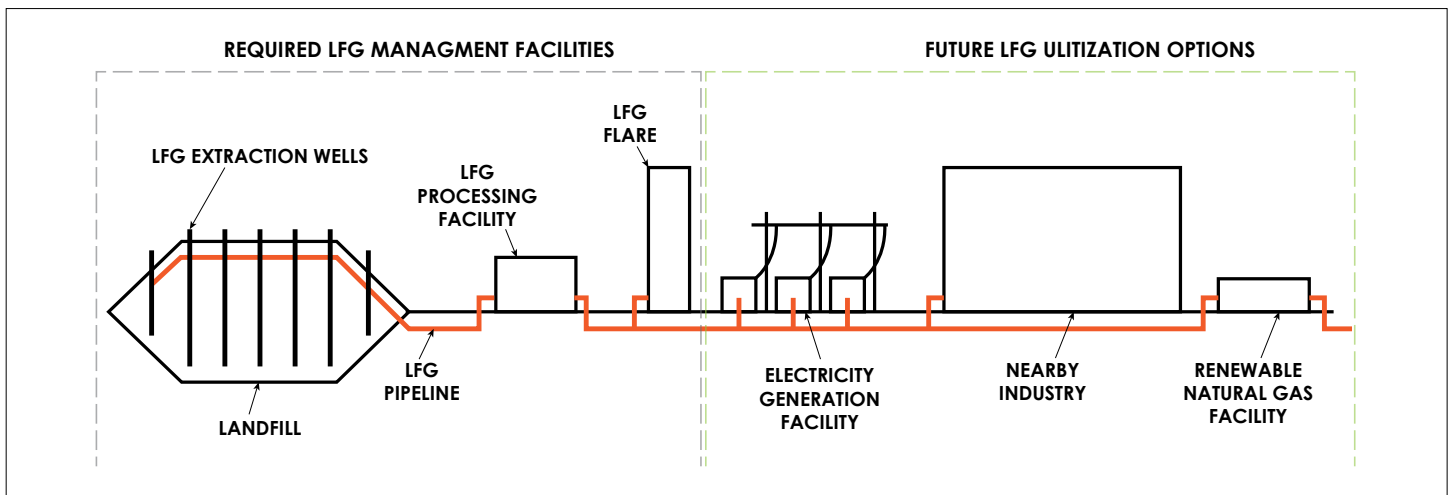 REQUIRED LFG MANAGMENT FACILITIES
FUTURE LFG ULITIZATION OPTIONS
LFG
FLARE
LFG EXTRACTION WELLS
LFG
PROCESSING
FACILITY
LFG
PIPELINE
LANDFILL
ELECTRICITY
GENERATION
FACILITY
NEARBY
INDUSTRY
RENEWABLE
NATURAL GAS
FACILITY